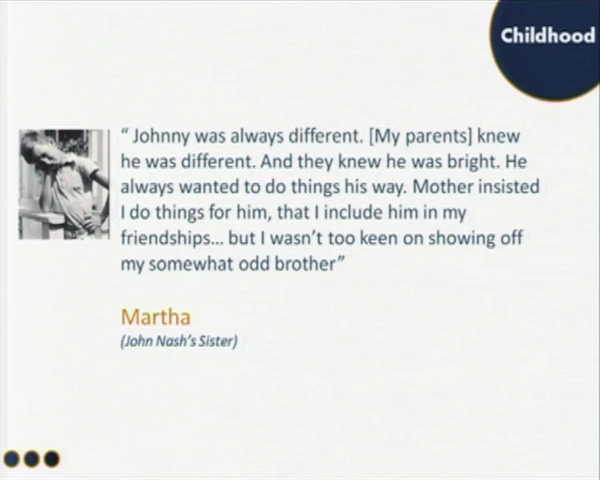 Childhood
“ Johnny was always different. [My parents] knew
he was different. And they knew he was bright. He
always wanted to do things his way. Mother insisted
I do things for him, that I include him in my
friendships... but I wasn’t too keen on showing off
my somewhat odd brother”
Martha
(John Nash’s Sister)